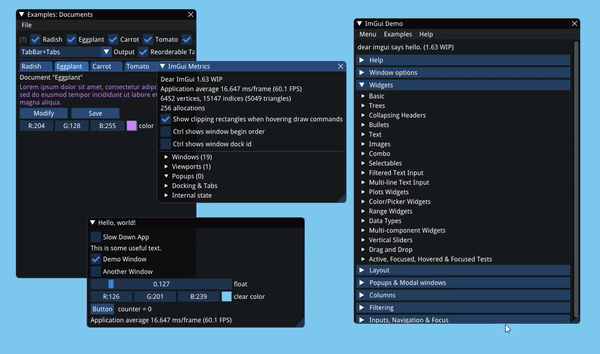 Examples: Documents
File
(?) Radish Eggplant Carrot Tomato
TabBar+Tabs Output Reorderable Ta
Radish Eggplant Carrot Tomato
Document "Eggplant"
Lorem ipsum dolor sit amet, consectetur adipi
sed do eiusmod tempor incididunt ut labore et
magna aliqua.
Modify Save
R:204 G:128 B:255 color
ImGui Metrics
Dear ImGui 1.63 WIP
Application average 16.647 ms/frame (60.1 FPS)
6452 vertices, 15147 indices (5049 triangles)
256 allocations
Show clipping rectangles when hovering draw commands
Ctrl shows window begin order
Ctrl shows window dock id
Windows (19)
Viewports (1)
Popups (0)
Docking & Tabs
Internal state
Hello, world!
Slow Down App
This is some useful text.
Demo Window
Another Window
0.127 float
R:126 G:201 B:239 clear color
Button counter = 0
Application average 16.647 ms/frame (60.1 FPS)
ImGui Demo
Menu Examples Help
dear imgui says hello. (1.63 WIP)
Help
Window options
Widgets
Basic
Trees
Collapsing Headers
Bullets
Text
Images
Combo
Selectables
Filtered Text Input
Multi-line Text Input
Plots Widgets
Color/Picker Widgets
Range Widgets
Data Types
Multi-component Widgets
Vertical Sliders
Drag and Drop
Active, Focused, Hovered & Focused Tests
Layout
Popups & Modal windows
Columns
Filtering
Inputs, Navigation & Focus